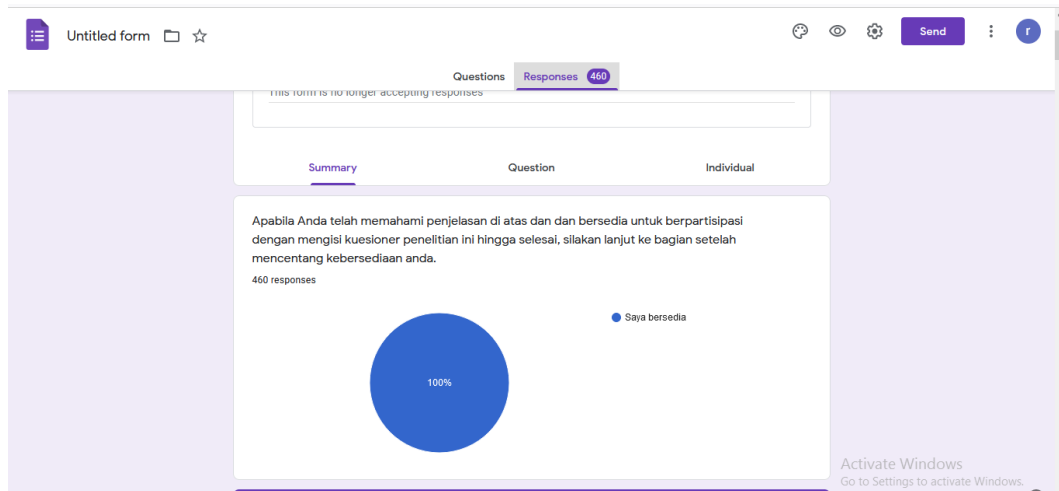 Untitled form
Send
r
Questions
Responses 460
This form is no longer accepting responses
Summary
Question
Individual
Apabila Anda telah memahami penjelasan di atas dan dan bersedia untuk berpartisipasi
dengan mengisi kuesioner penelitian ini hingga selesai, silakan lanjut ke bagian setelah
mencentang kebersediaan anda.
460 responses
Saya bersedia
100%
Activate Windows
Go to Settings to activate Windows.